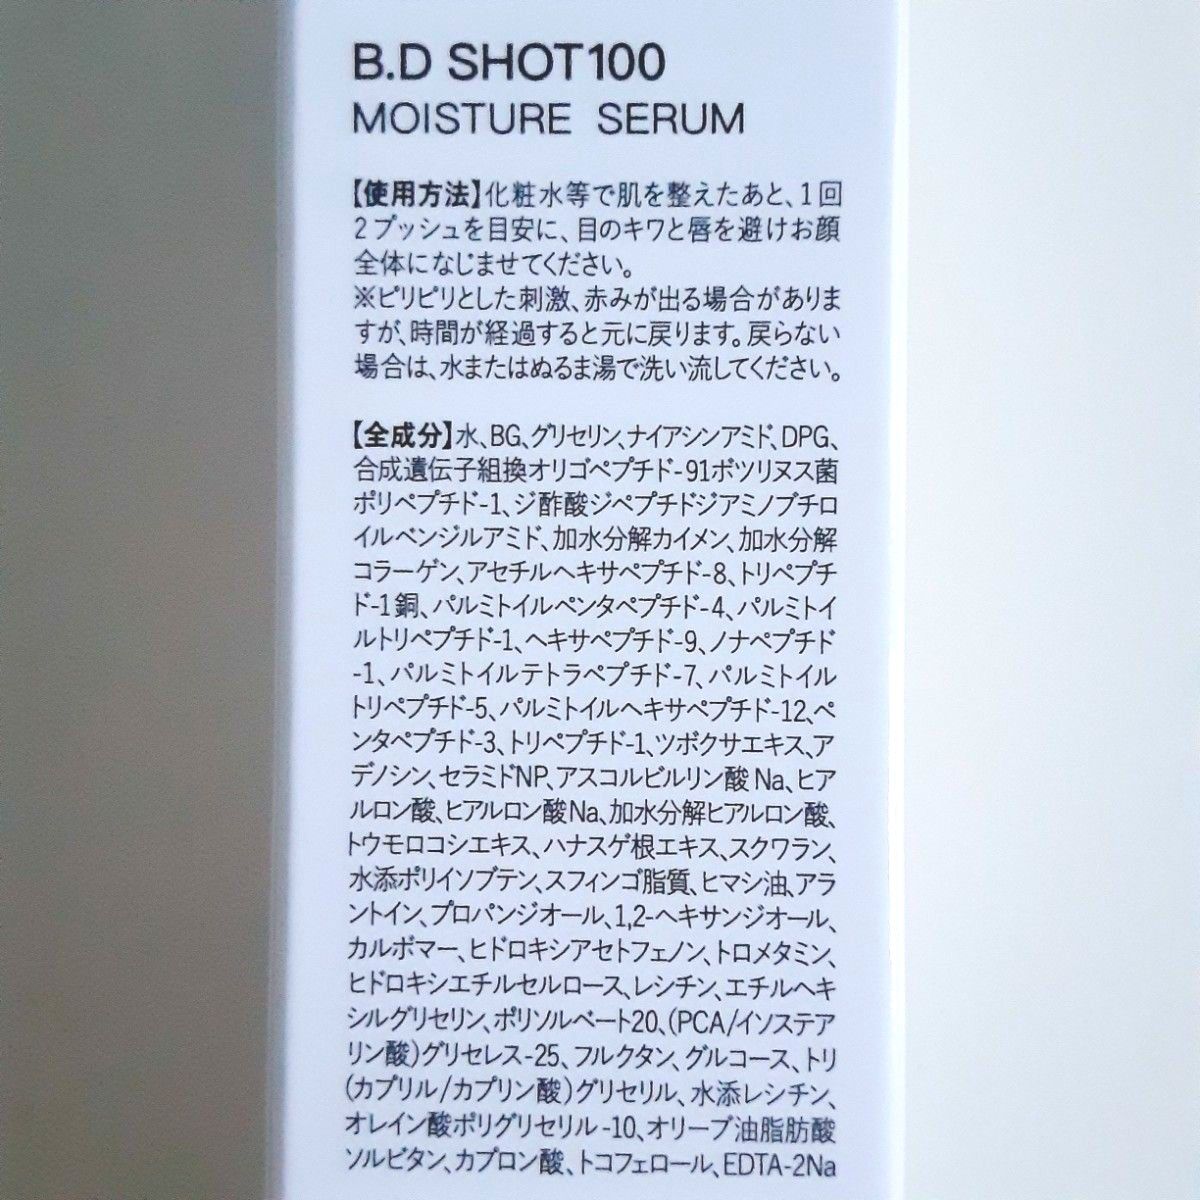 B.D SHOT100
MOISTURE SERUM
【使用方法】化粧水等で肌を整えたあと、1回
2プッシュを目安に、目のキワと唇を避けお顔
全体になじませてください。
※ピリピリとした刺激、赤みが出る場合がありま
すが、時間が経過すると元に戻ります。戻らない
場合は、水またはぬるま湯で洗い流してください。
【全成分】水、BG、グリセリン、ナイアシンアミド、DPG、
合成遺伝子組換オリゴペプチド-91ボツリヌス菌
ポリペプチド-1、ジ酢酸ジペプチドジアミノブチロ
イルベンジルアミド、加水分解カイメン、加水分解
コラーゲン、アセチルヘキサペプチド-8、トリペプチ
ド-1銅、パルミトイルペンタペプチド-4、パルミトイ
ルトリペプチド-1、ヘキサペプチド-9、ノナペプチド
-1、パルミトイルテトラペプチド-7、パルミトイル
トリペプチド-5、パルミトイルヘキサペプチド-12、ペ
ンタペプチド-3、トリペプチド-1、ツボクサエキス、ア
デノシン、セラミドNP、アスコルビルリン酸Na、ヒア
ルロン酸、ヒアルロン酸Na、加水分解ヒアルロン酸、
トウモロコシエキス、ハナスゲ根エキス、スクワラン、
水添ポリイソブテン、スフィンゴ脂質、ヒマシ油、アラ
ントイン、プロパンジオール、1,2-ヘキサンジオール、
カルボマー、ヒドロキシアセトフェノン、トロメタミン、
ヒドロキシエチルセルロース、レシチン、エチルヘキ
シルグリセリン、ポリソルベート20、(PCA/イソステア
リン酸)グリセレス-25、フルクタン、グルコース、トリ
(カプリル/カプリン酸)グリセリル、水添レシチン、
オレイン酸ポリグリセリル-10、オリーブ油脂肪酸
ソルビタン、カプロン酸、トコフェロール、EDTA-2Na